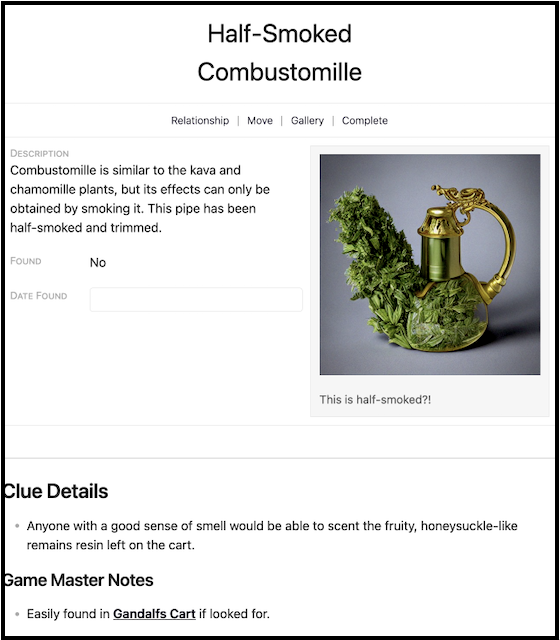 Half-Smoked
Combustomille
Relationship | Move | Gallery | Complete
Description
Combustomille is similar to the kava and
chamomille plants, but its effects can only be
obtained by smoking it. This pipe has been
half-smoked and trimmed.
Found No
Date Found
This is half-smoked?!
Clue Details
• Anyone with a good sense of smell would be able to scent the fruity, honeysuckle-like
remains resin left on the cart.
Game Master Notes
• Easily found in Gandalfs Cart if looked for.